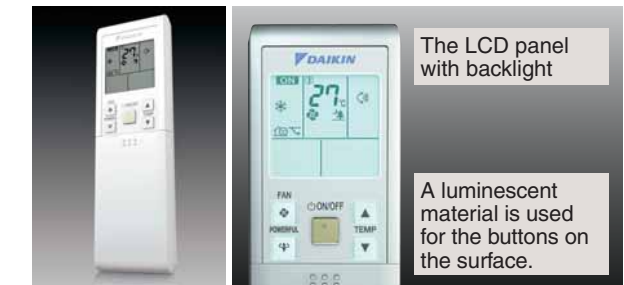 DAIKIN
ON
27°C
FAN
ON/OFF
POWERFUL
TEMP
The LCD panel
with backlight
A luminescent
material is used
for the buttons on
the surface.